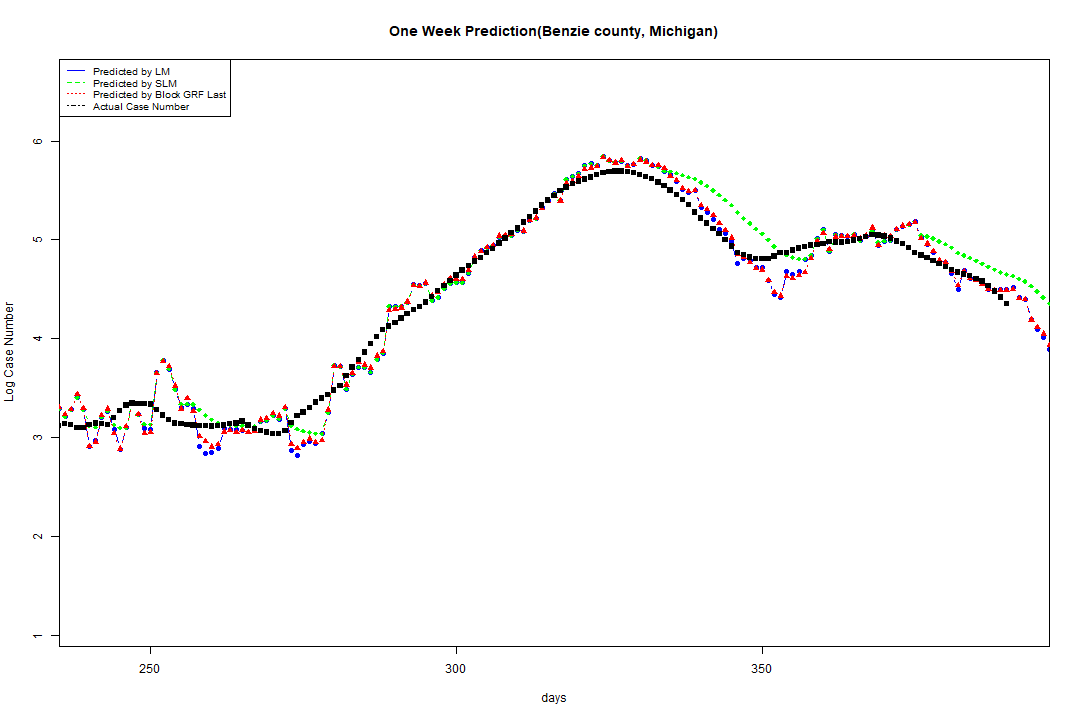 One Week Prediction(Benzie county, Michigan)
Predicted by LM
Predicted by SLM
Predicted by Block GRF Last
Actual Case Number
Log Case Number
6
5
4
3
2
1
250
300
350
days